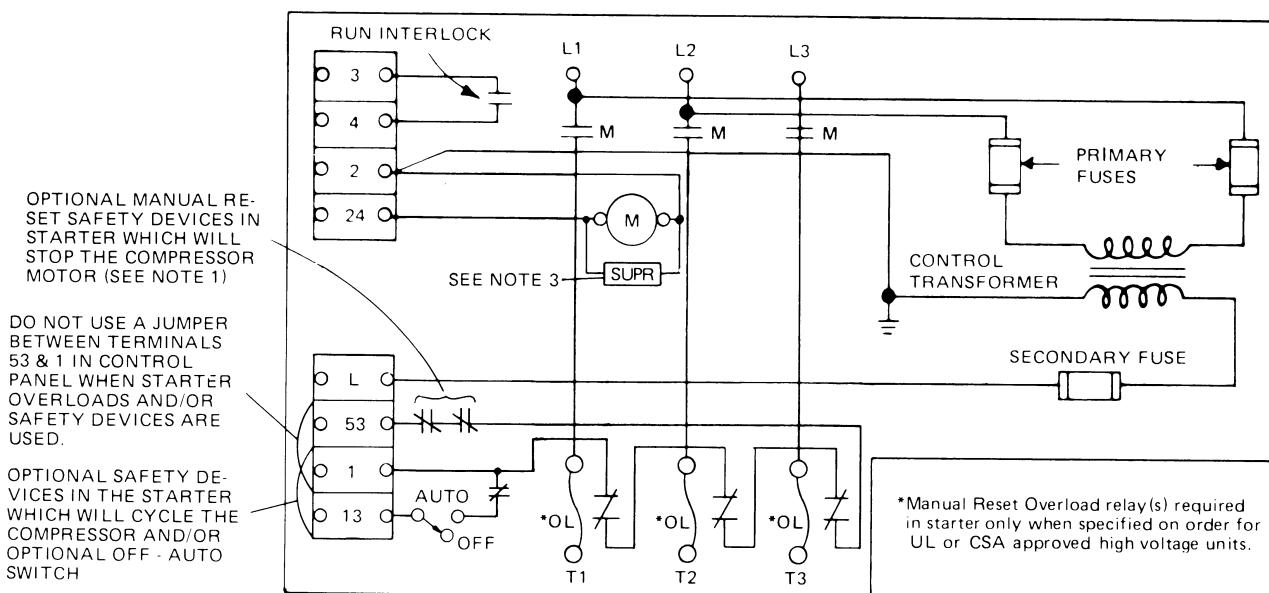 RUN INTERLOCK
L1
L2
L3
3
4
2
24
M
M
M
PRIMARY
FUSES
OPTIONAL MANUAL RE-
SET SAFETY DEVICES IN
STARTER WHICH WILL
STOP THE COMPRESSOR
MOTOR (SEE NOTE 1)
M
SEE NOTE 3
SUPR
CONTROL
TRANSFORMER
DO NOT USE A JUMPER
BETWEEN TERMINALS
53 & 1 IN CONTROL
PANEL WHEN STARTER
OVERLOADS AND/OR
SAFETY DEVICES ARE
USED.
SECONDARY FUSE
L
53
1
13
OPTIONAL SAFETY DE-
VICES IN THE STARTER
WHICH WILL CYCLE THE
COMPRESSOR AND/OR
OPTIONAL OFF - AUTO
SWITCH
AUTO
OFF
*OL
*OL
*OL
T1
T2
T3
*Manual Reset Overload relay(s) required
in starter only when specified on order for
UL or CSA approved high voltage units.